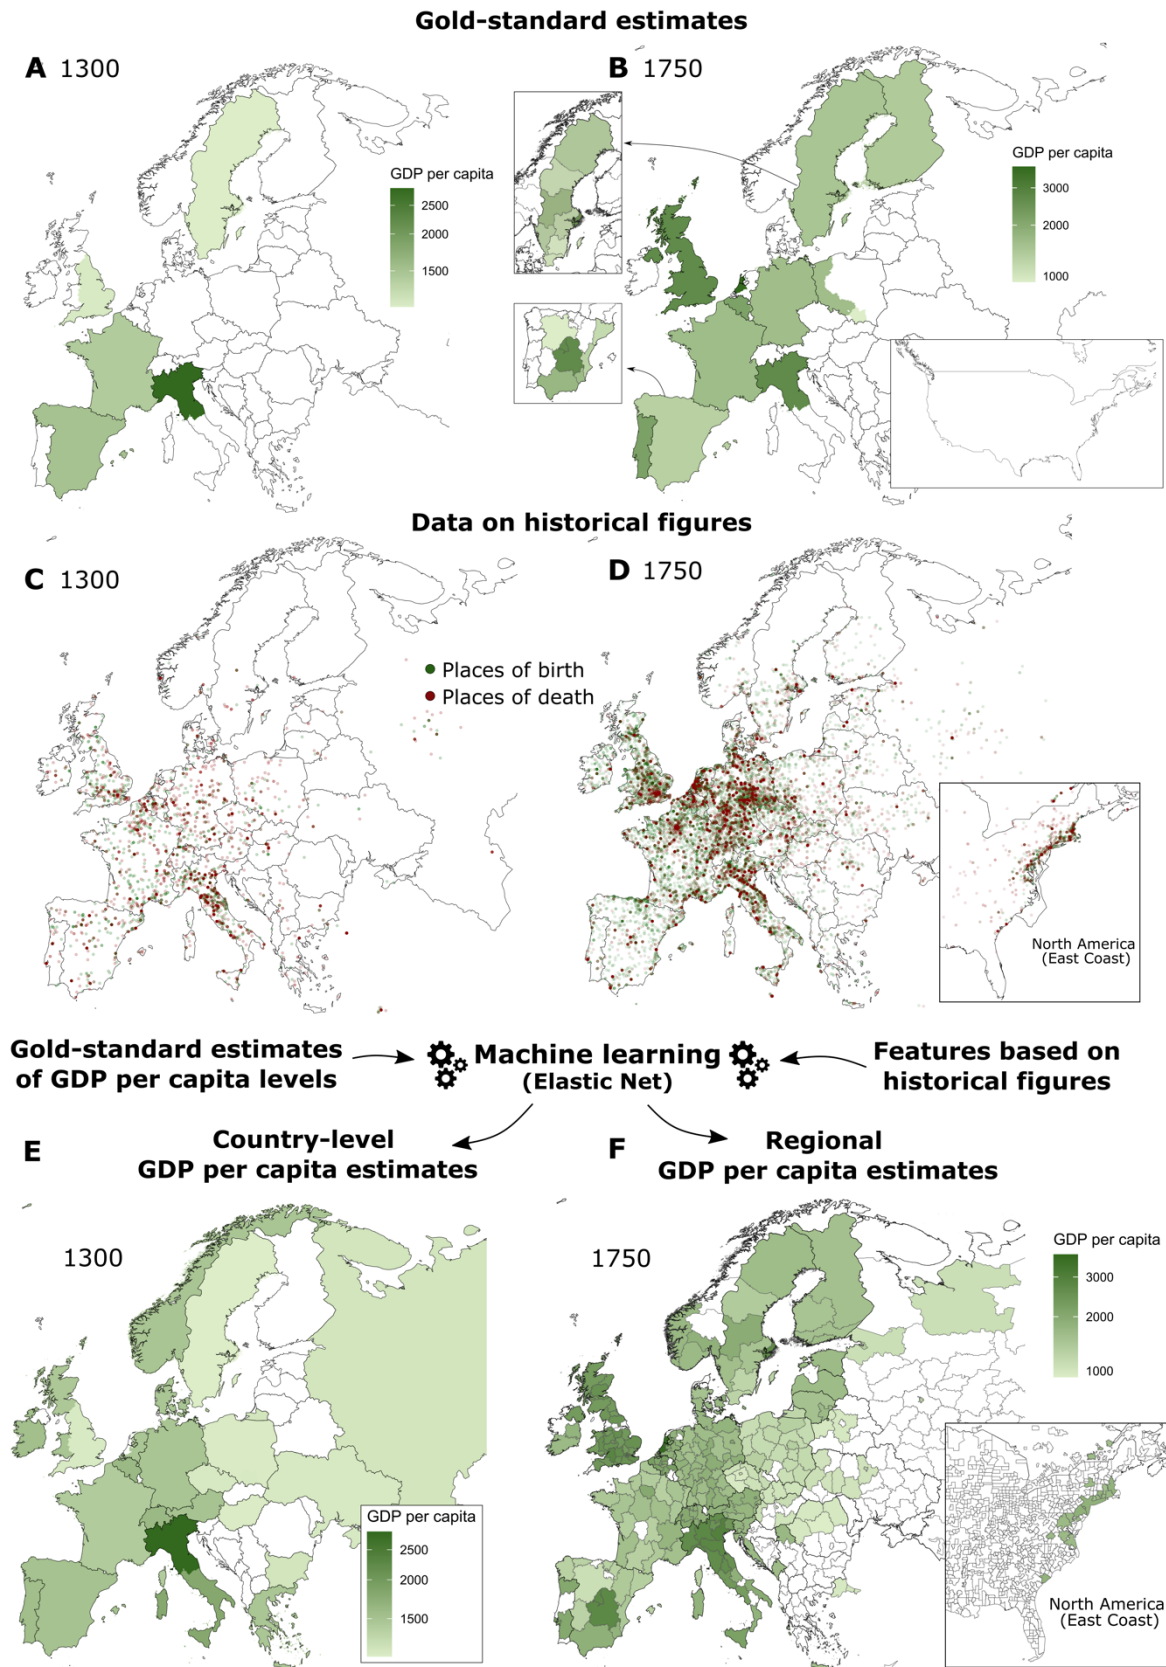 Gold-standard estimates
A 1300
B 1750
GDP per capita
2500
2000
1500
GDP per capita
3000
2000
1000
Data on historical figures
C 1300
D 1750
Places of birth
Places of death
North America
(East Coast)
Gold-standard estimates
of GDP per capita levels
Machine learning
(Elastic Net)
Features based on
historical figures
E
Country-level
GDP per capita estimates
F
Regional
GDP per capita estimates
1300
1750
GDP per capita
3000
2000
1000
GDP per capita
2500
2000
1500
North America
(East Coast)